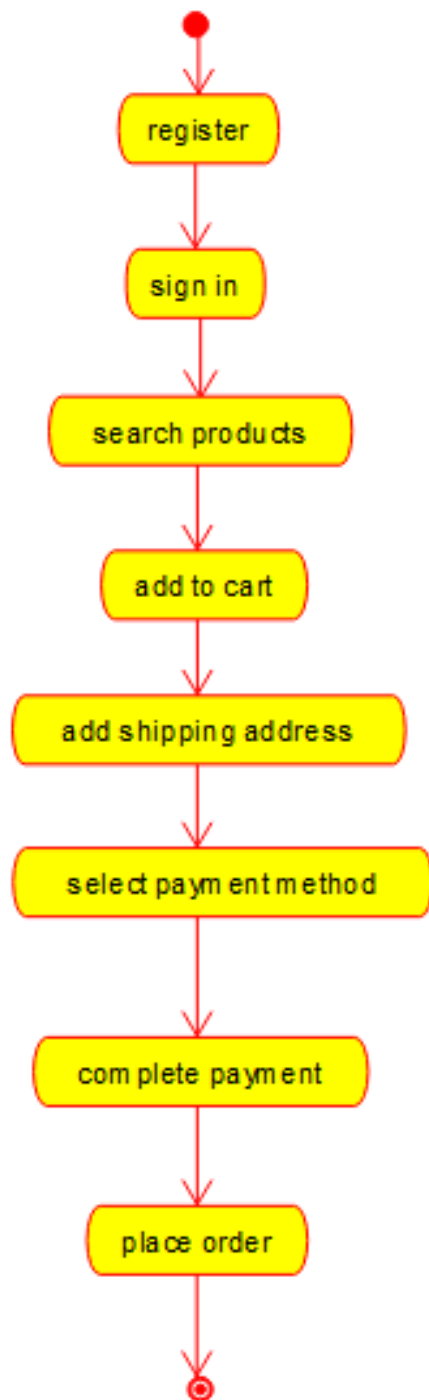 register
sign in
search products
add to cart
add shipping address
select payment method
complete payment
place order